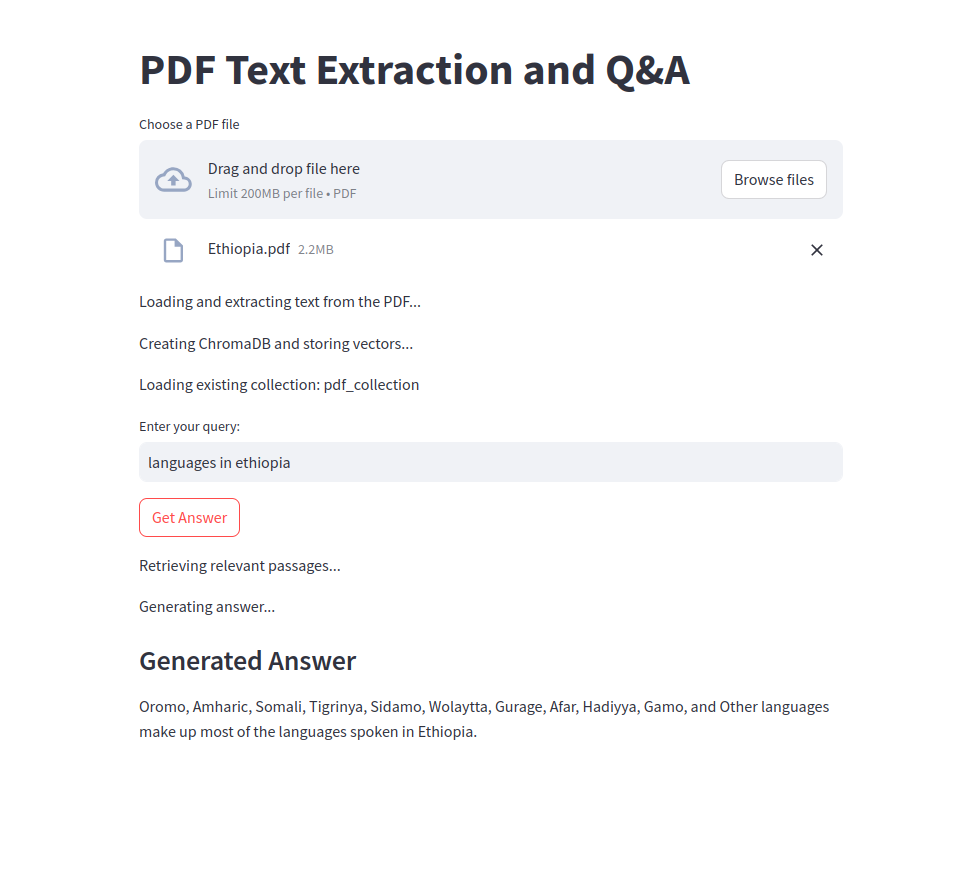 PDF Text Extraction and Q&A
Choose a PDF file
Drag and drop file here
Limit 200MB per file • PDF
Browse files
Ethiopia.pdf 2.2MB
Loading and extracting text from the PDF...
Creating ChromaDB and storing vectors...
Loading existing collection: pdf_collection
Enter your query:
languages in ethiopia
Get Answer
Retrieving relevant passages...
Generating answer...
Generated Answer
Oromo, Amharic, Somali, Tigrinya, Sidamo, Wolaytta, Gurage, Afar, Hadiyya, Gamo, and Other languages
make up most of the languages spoken in Ethiopia.